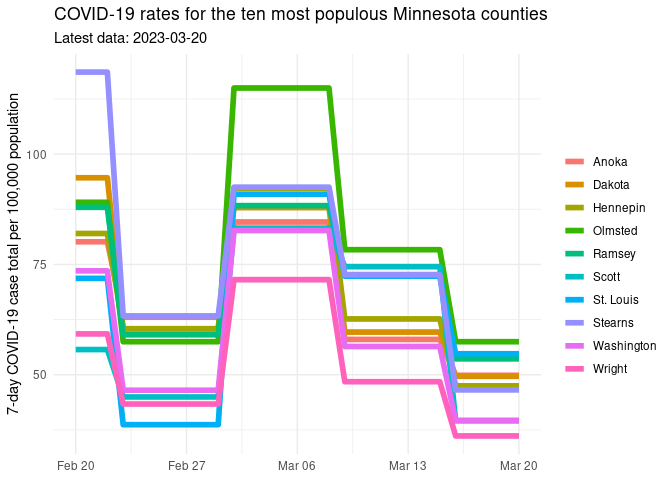 COVID-19 rates for the ten most populous Minnesota counties
Latest data: 2023-03-20
7-day COVID-19 case total per 100,000 population
100
75
50
Feb 20
Feb 27
Mar 06
Mar 13
Mar 20
Anoka
Dakota
Hennepin
Olmsted
Ramsey
Scott
St. Louis
Stearns
Washington
Wright